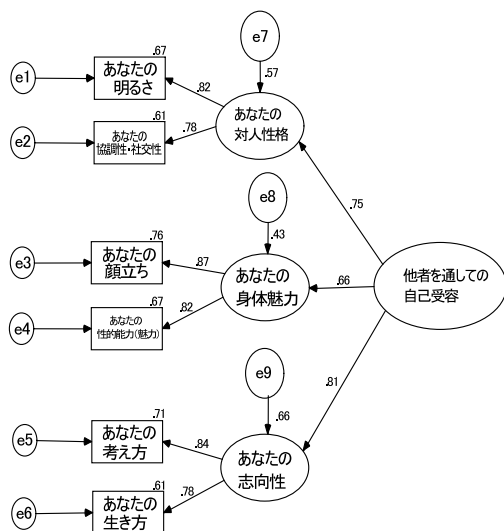 e7
.67
e1
あなたの
明るさ
.82
.57
あなたの
対人性格
.61
e2
あなたの
協調性・社交性
.78
.75
e8
.76
.43
e3
あなたの
顔立ち
.87
あなたの
身体魅力
.66
他者を通しての
自己受容
.67
e4
あなたの
性的能力(魅力)
.82
e9
.81
.71
.66
e5
あなたの
考え方
.84
あなたの
志向性
.61
e6
あなたの
生き方
.78